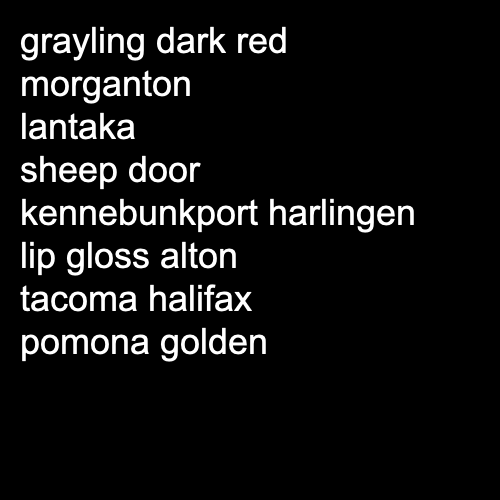 grayling dark red
morganton
lantaka
sheep door
kennebunkport harlingen
lip gloss alton
tacoma halifax
pomona golden